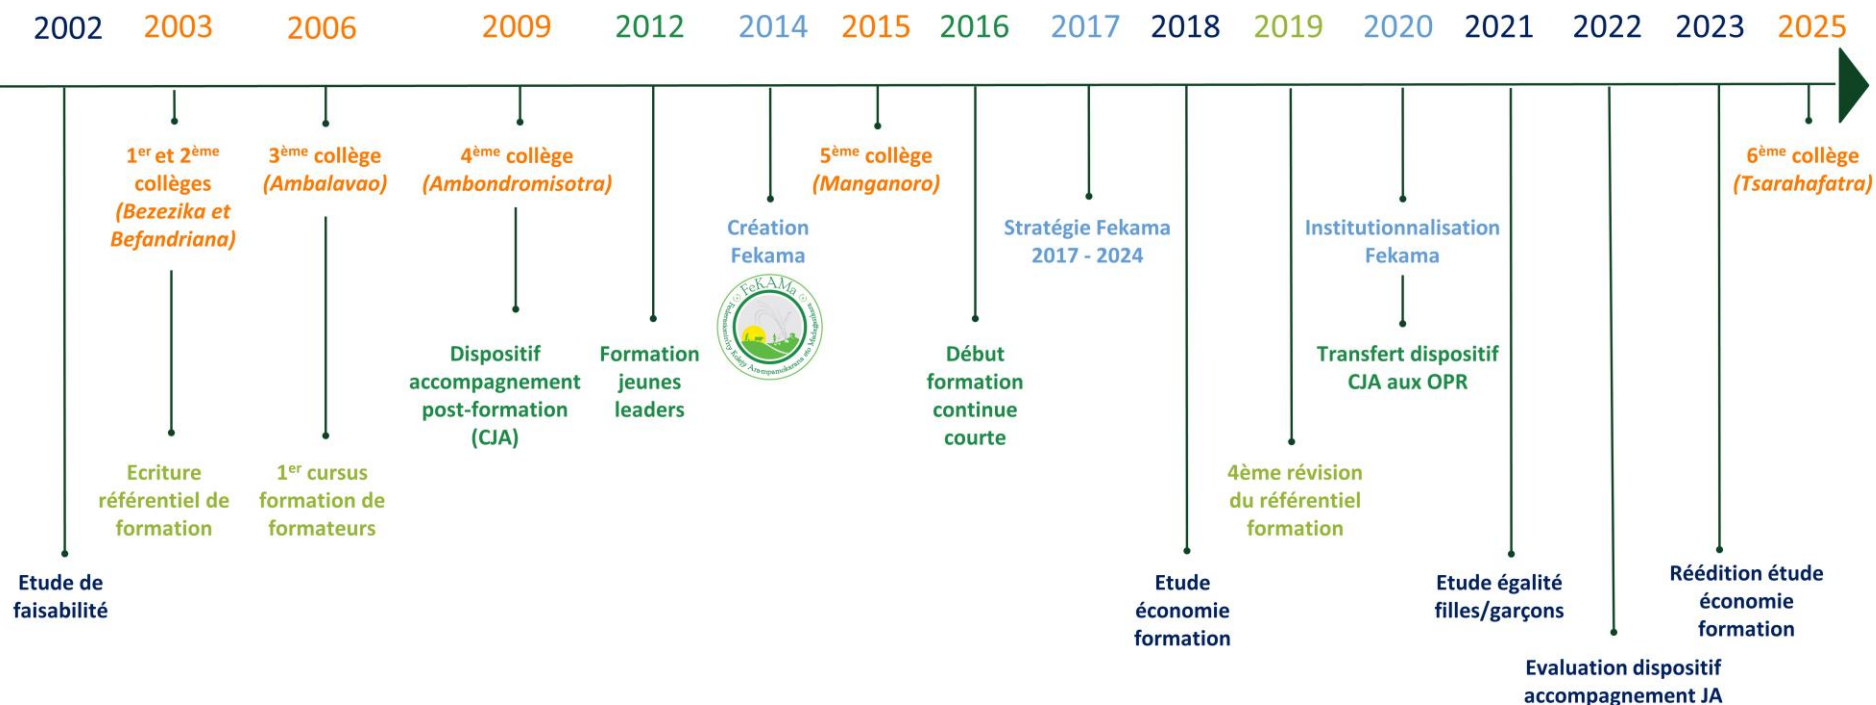 2002 2003 2006 2009 2012 2014 2015 2016 2017 2018 2019 2020 2021 2022 2023 2025
Etude de
faisabilité
1er et 2ème
collèges
(Bezezika et
Befandriana)
Ecriture
référentiel de
formation
3ème collège
(Ambalavao)
1er cursus
formation de
formateurs
4ème collège
(Ambondromisotra)
Dispositif
accompagnement
post-formation
(CJA)
Formation
jeunes
leaders
Création
Fekama
FeKAMa
5ème collège
(Manganoro)
Début
formation
continue
courte
Stratégie Fekama
2017 - 2024
Etude
économie
formation
4ème révision
du référentiel
formation
Institutionnalisation
Fekama
Transfert dispositif
CJA aux OPR
Etude égalité
filles/garçons
Evaluation dispositif
accompagnement JA
Réédition étude
économie
formation
6ème collège
(Tsarahafatra)